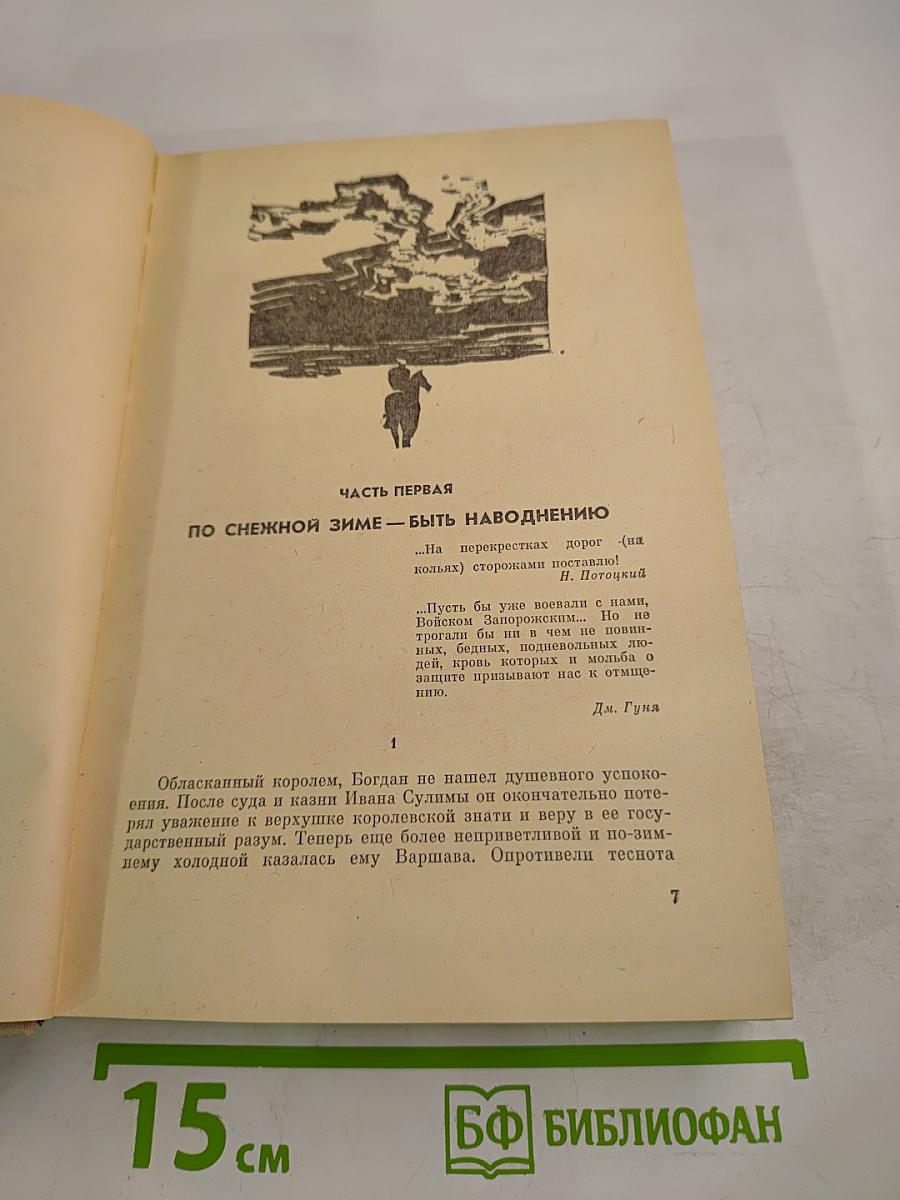 ЧАСТЬ ПЕРВАЯ
ПО СНЕЖНОЙ ЗИМЕ — БЫТЬ НАВОДНЕНИЮ
...На перекрестках дорог -(на
кольях) сторожами поставлю!
Н. Потоцкий
...Пусть бы уже воевали с нами,
Войском Запорожским... Но не
трогали бы ни в чем не повин-
ных, бедных, подневольных лю-
дей, кровь которых и мольба о
защите призывают нас к отмще-
нию.
Дм. Гуня
1
Обласканный королем, Богдан не нашел душевного успоко-
ения. После суда и казни Ивана Сулимы он окончательно поте-
рял уважение к верхушке королевской знати и веру в ее госу-
дарственный разум. Теперь еще более неприветливой и по-зим-
нему холодной казалась ему Варшава. Опротивели теснота
7
15 см
БФ БИБЛИОФАН